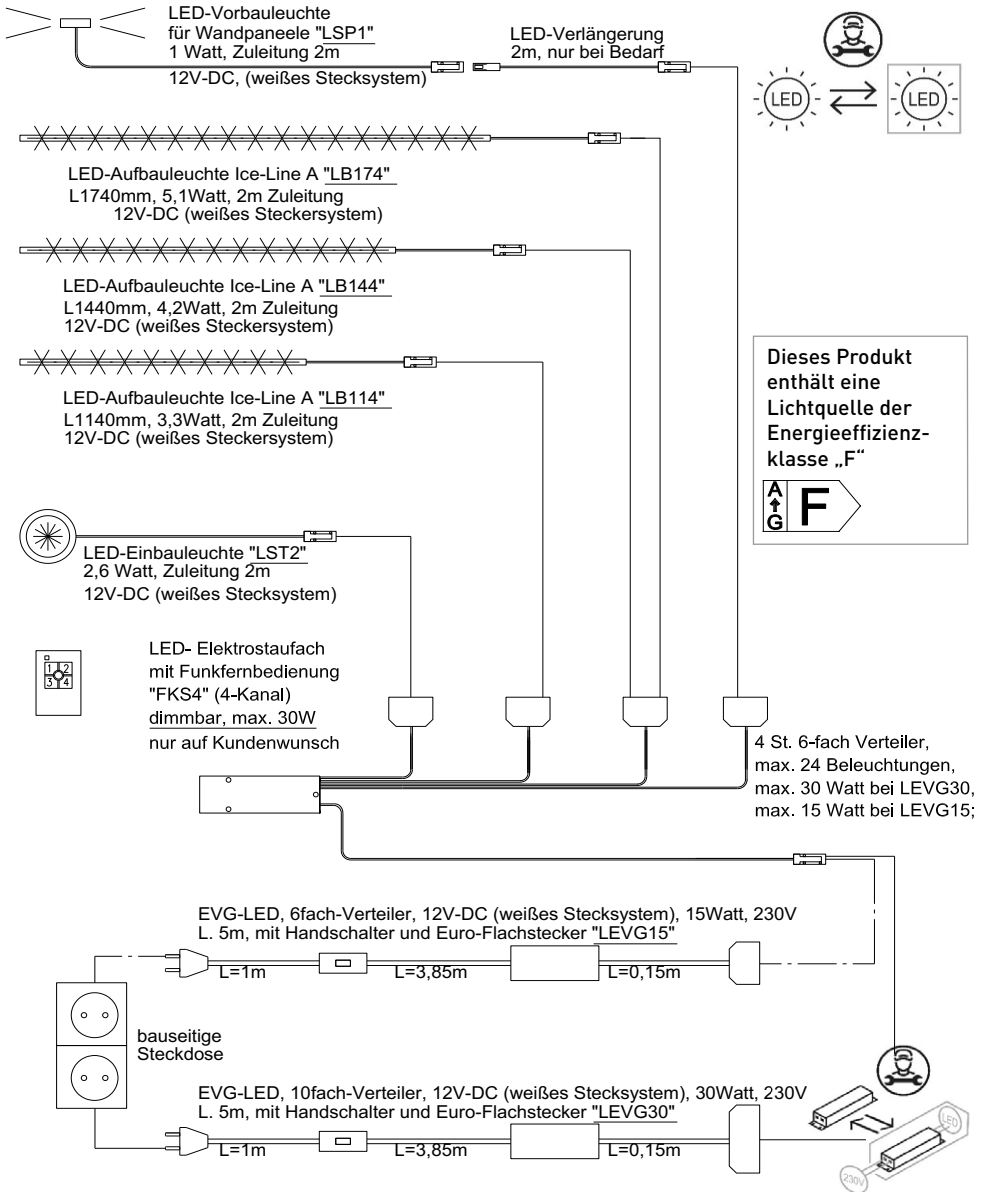 LED-Vorbauleuchte
für Wandpaneele "LSP1"
1 Watt, Zuleitung 2m
12V-DC, (weißes Stecksystem)
LED-Verlängerung
2m, nur bei Bedarf
LED
LED
LED-Aufbauleuchte Ice-Line A "LB174"
L1740mm, 5,1Watt, 2m Zuleitung
12V-DC (weißes Steckersystem)
LED-Aufbauleuchte Ice-Line A "LB144"
L1440mm, 4,2Watt, 2m Zuleitung
12V-DC (weißes Steckersystem)
LED-Aufbauleuchte Ice-Line A "LB114"
L1140mm, 3,3Watt, 2m Zuleitung
12V-DC (weißes Steckersystem)
Dieses Produkt
enthält eine
Lichtquelle der
Energieeffizienz-
klasse „F“
A
G
F
LED-Einbauleuchte "LST2"
2,6 Watt, Zuleitung 2m
12V-DC (weißes Stecksystem)
1 2
3 4
LED- Elektrostaufach
mit Funkfernbedienung
"FKS4" (4-Kanal)
dimmbar, max. 30W
nur auf Kundenwunsch
4 St. 6-fach Verteiler,
max. 24 Beleuchtungen,
max. 30 Watt bei LEVG30,
max. 15 Watt bei LEVG15;
EVG-LED, 6fach-Verteiler, 12V-DC (weißes Stecksystem), 15Watt, 230V
L. 5m, mit Handschalter und Euro-Flachstecker "LEVG15"
L=1m
L=3,85m
L=0,15m
bauseitige
Steckdose
EVG-LED, 10fach-Verteiler, 12V-DC (weißes Stecksystem), 30Watt, 230V
L. 5m, mit Handschalter und Euro-Flachstecker "LEVG30"
L=1m
L=3,85m
L=0,15m
LED
230V